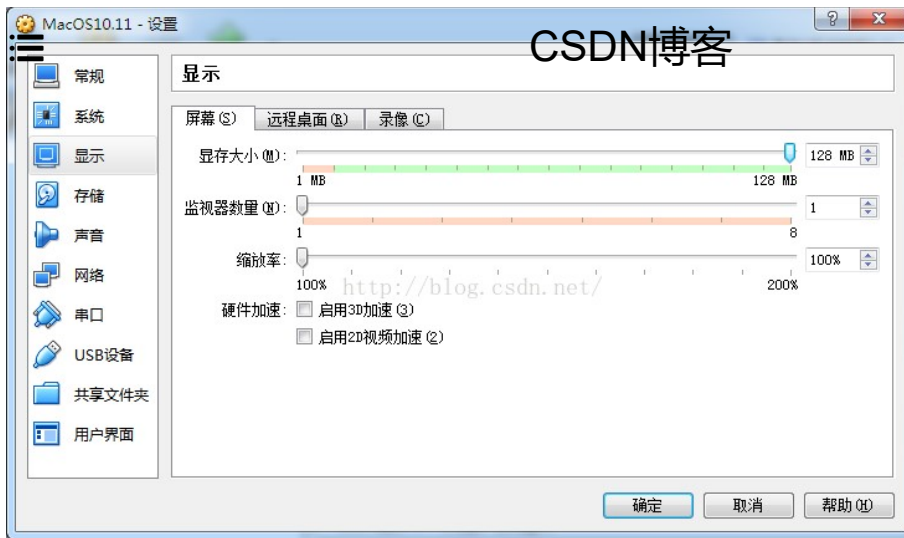 MacOS10.11 - 设置
CSDN博客
常规
系统
显示
存储
声音
网络
串口
USB设备
共享文件夹
用户界面
显示
屏幕(S) 远程桌面(R) 录像(C)
显存大小(M): 128 MB
1 MB 128 MB
监视器数量(N): 1
1 8
缩放率: 100%
100% 200%
http://blog.csdn.net/
硬件加速: 启用3D加速(3)
启用2D视频加速(2)
确定 取消 帮助(H)